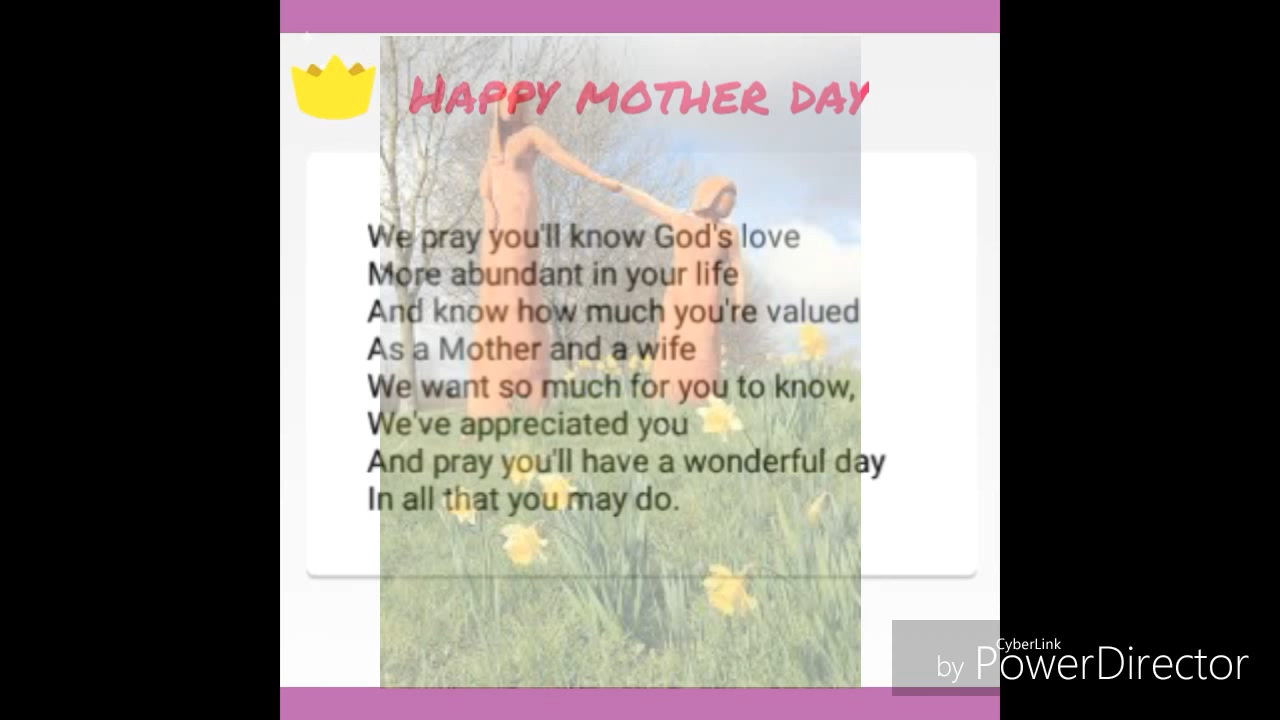 HAPPY MOTHER DAY
We pray you'll know God's love
More abundant in your life
And know how much you're valued
As a Mother and a wife
We want so much for you to know,
We've appreciated you
And pray you'll have a wonderful day
In all that you may do.
CyberLink
by PowerDirector